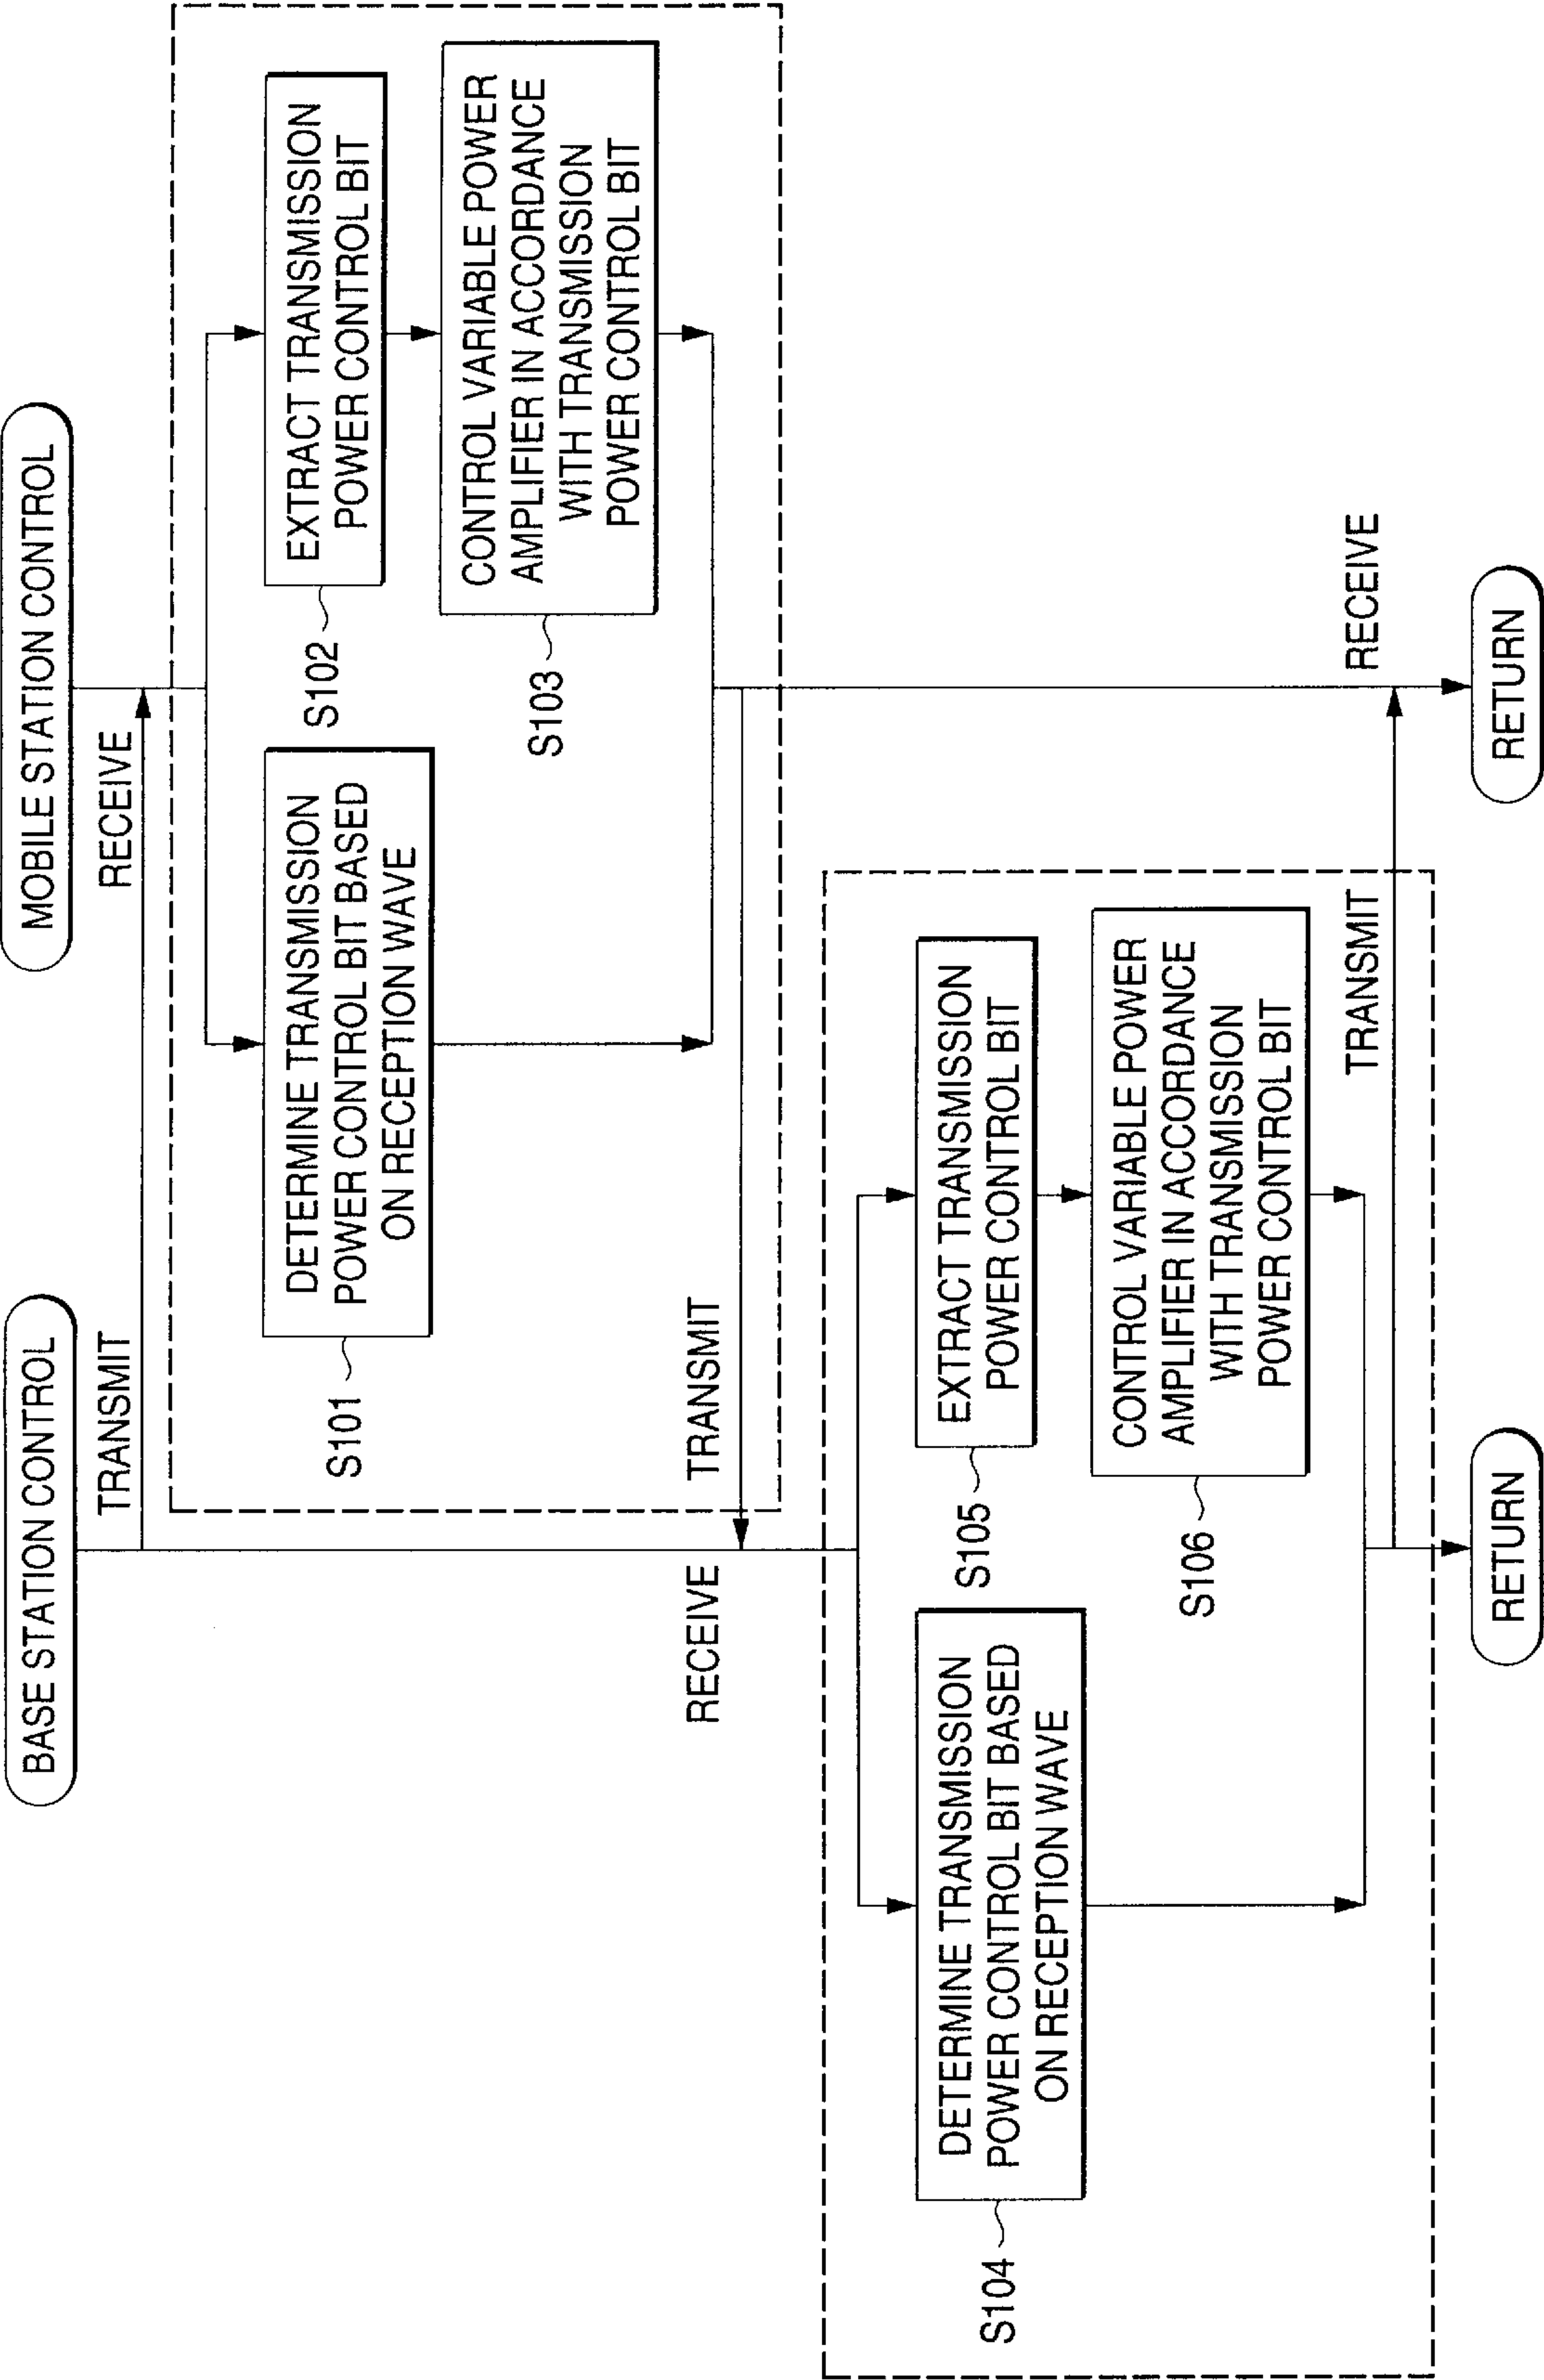 BASE STATION CONTROL
MOBILE STATION CONTROL
TRANSMIT
RECEIVE
DETERMINE TRANSMISSION
POWER CONTROL BIT BASED
ON RECEPTION WAVE
S101
EXTRACT TRANSMISSION
POWER CONTROL BIT
S102
CONTROL VARIABLE POWER
AMPLIFIER IN ACCORDANCE
WITH TRANSMISSION
POWER CONTROL BIT
S103
RECEIVE
TRANSMIT
DETERMINE TRANSMISSION
POWER CONTROL BIT BASED
ON RECEPTION WAVE
S104
EXTRACT TRANSMISSION
POWER CONTROL BIT
S105
CONTROL VARIABLE POWER
AMPLIFIER IN ACCORDANCE
WITH TRANSMISSION
POWER CONTROL BIT
S106
TRANSMIT
RECEIVE
RETURN
RETURN